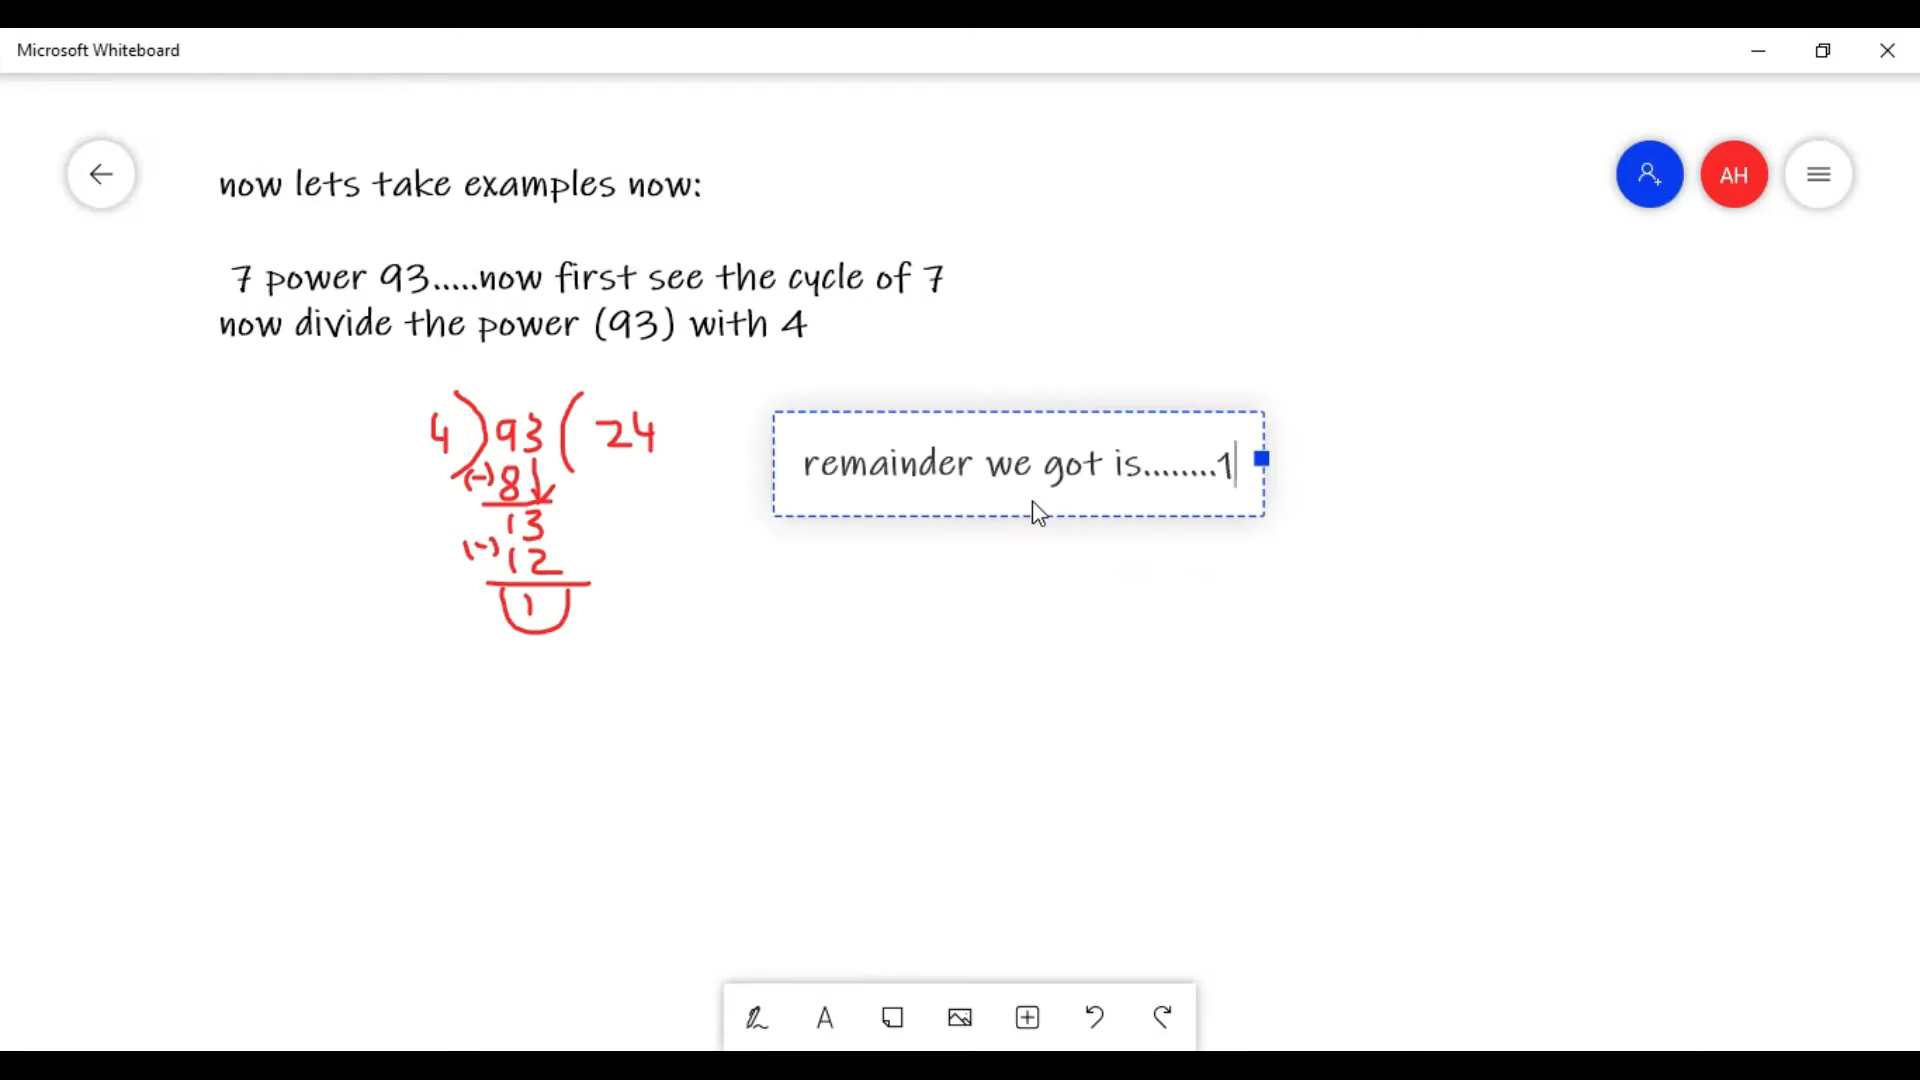 Microsoft Whiteboard
AH
now lets take examples now:
7 power 93.....now first see the cycle of 7
now divide the power (93) with 4
4) 93 ( 24
(-) 8
13
(-) 12
1
remainder we got is........1
A